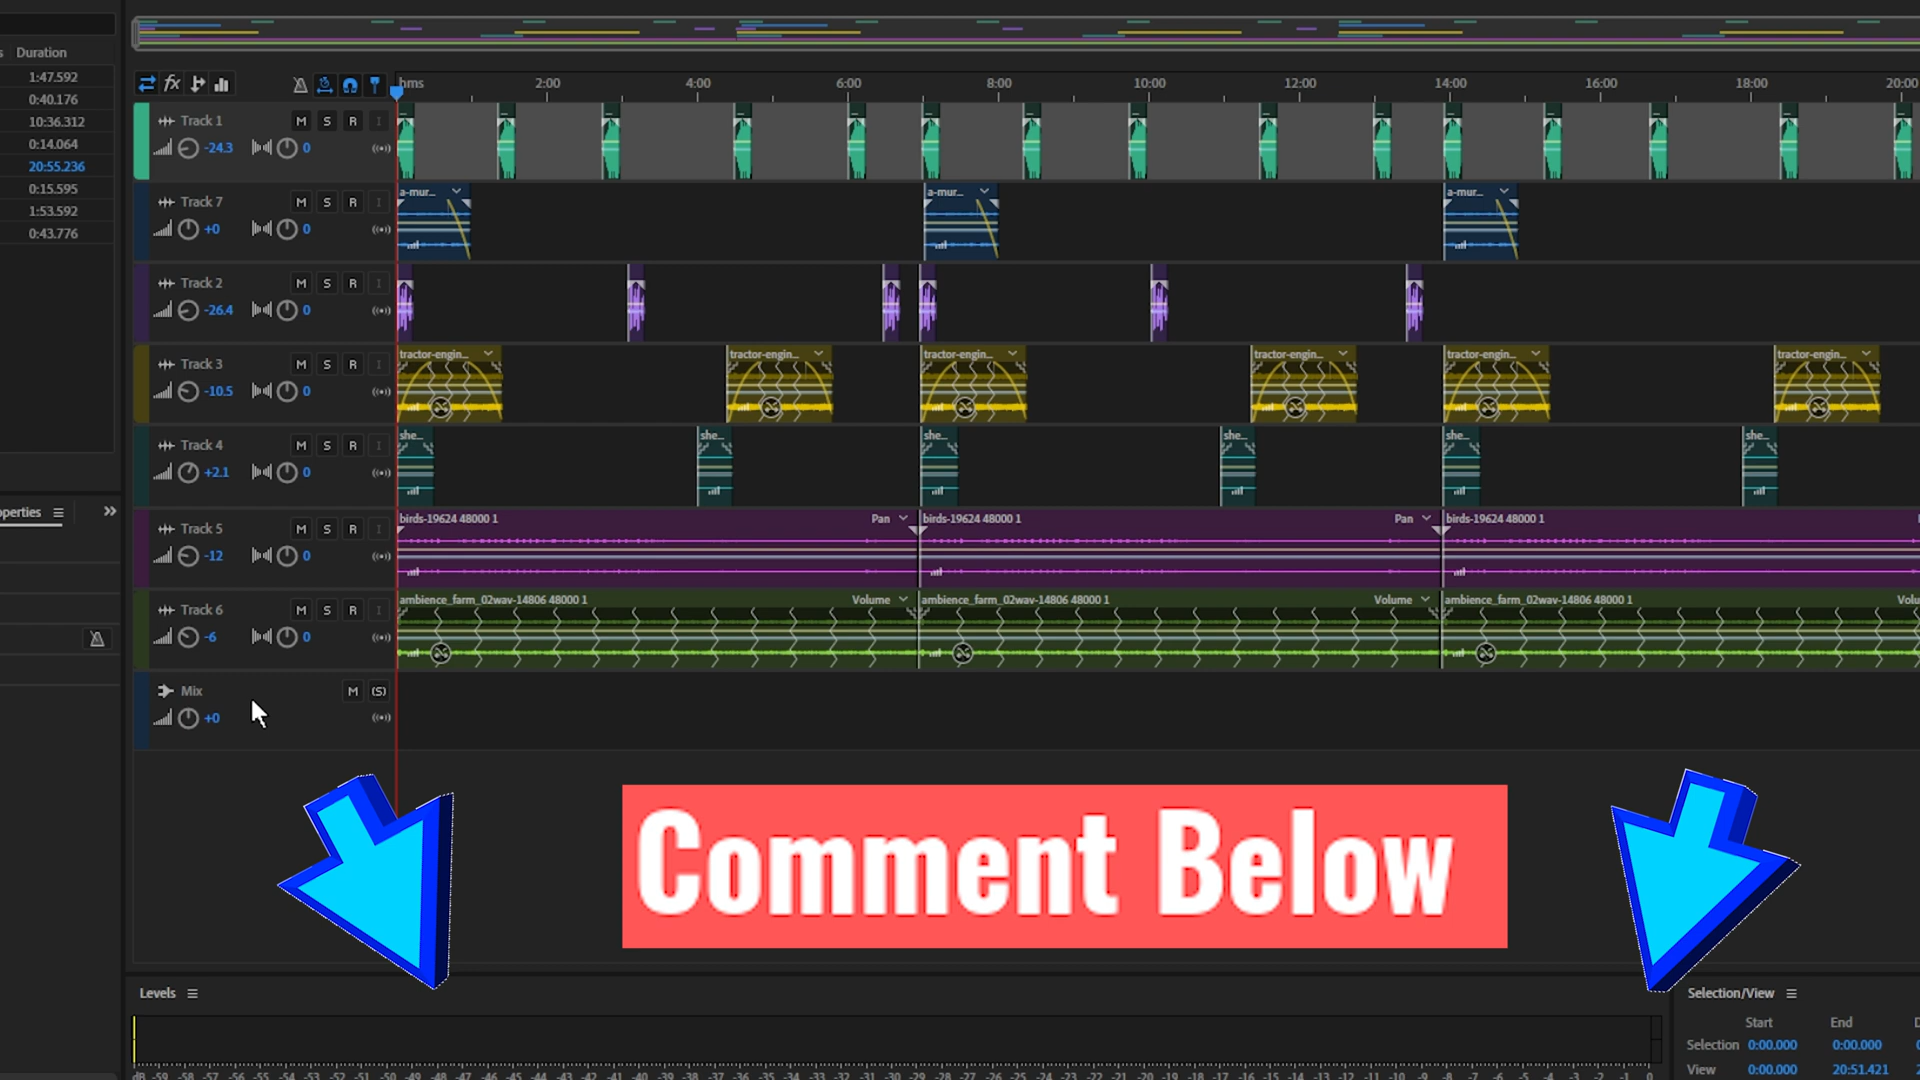 s Duration
1:47.592
0:40.176
10:36.312
0:14.064
20:55.236
0:15.595
1:53.592
0:43.776
operties
fx
hms 2:00 4:00 6:00 8:00 10:00 12:00 14:00 16:00 18:00 20:00
Track 1 M S R I
-24.3 0
Track 7 M S R I
+0 0
a-mur... a-mur... a-mur...
Track 2 M S R I
-26.4 0
Track 3 M S R I
-10.5 0
tractor-engin... tractor-engin... tractor-engin... tractor-engin... tractor-engin... tractor-engin...
Track 4 M S R I
+2.1 0
she... she... she... she... she... she...
Track 5 M S R I
-12 0
birds-19624 48000 1 Pan birds-19624 48000 1 Pan birds-19624 48000 1
Track 6 M S R I
-6 0
ambience_farm_02wav-14806 48000 1 Volume ambience_farm_02wav-14806 48000 1 Volume ambience_farm_02wav-14806 48000 1 Volu
Mix M (S)
+0
Comment Below
Levels
dB -59 -58 -57 -56 -55 -54 -53 -52 -51 -50 -49 -48 -47 -46 -45 -44 -43 -42 -41 -40 -39 -38 -37 -36 -35 -34 -33 -32 -31 -30 -29 -28 -27 -26 -25 -24 -23 -22 -21 -20 -19 -18 -17 -16 -15 -14 -13 -12 -11 -10 -9 -8 -7 -6 -5 -4 -3 -2 -1 0
Selection/View
Start End
Selection 0:00.000 0:00.000
View 0:00.000 20:51.421